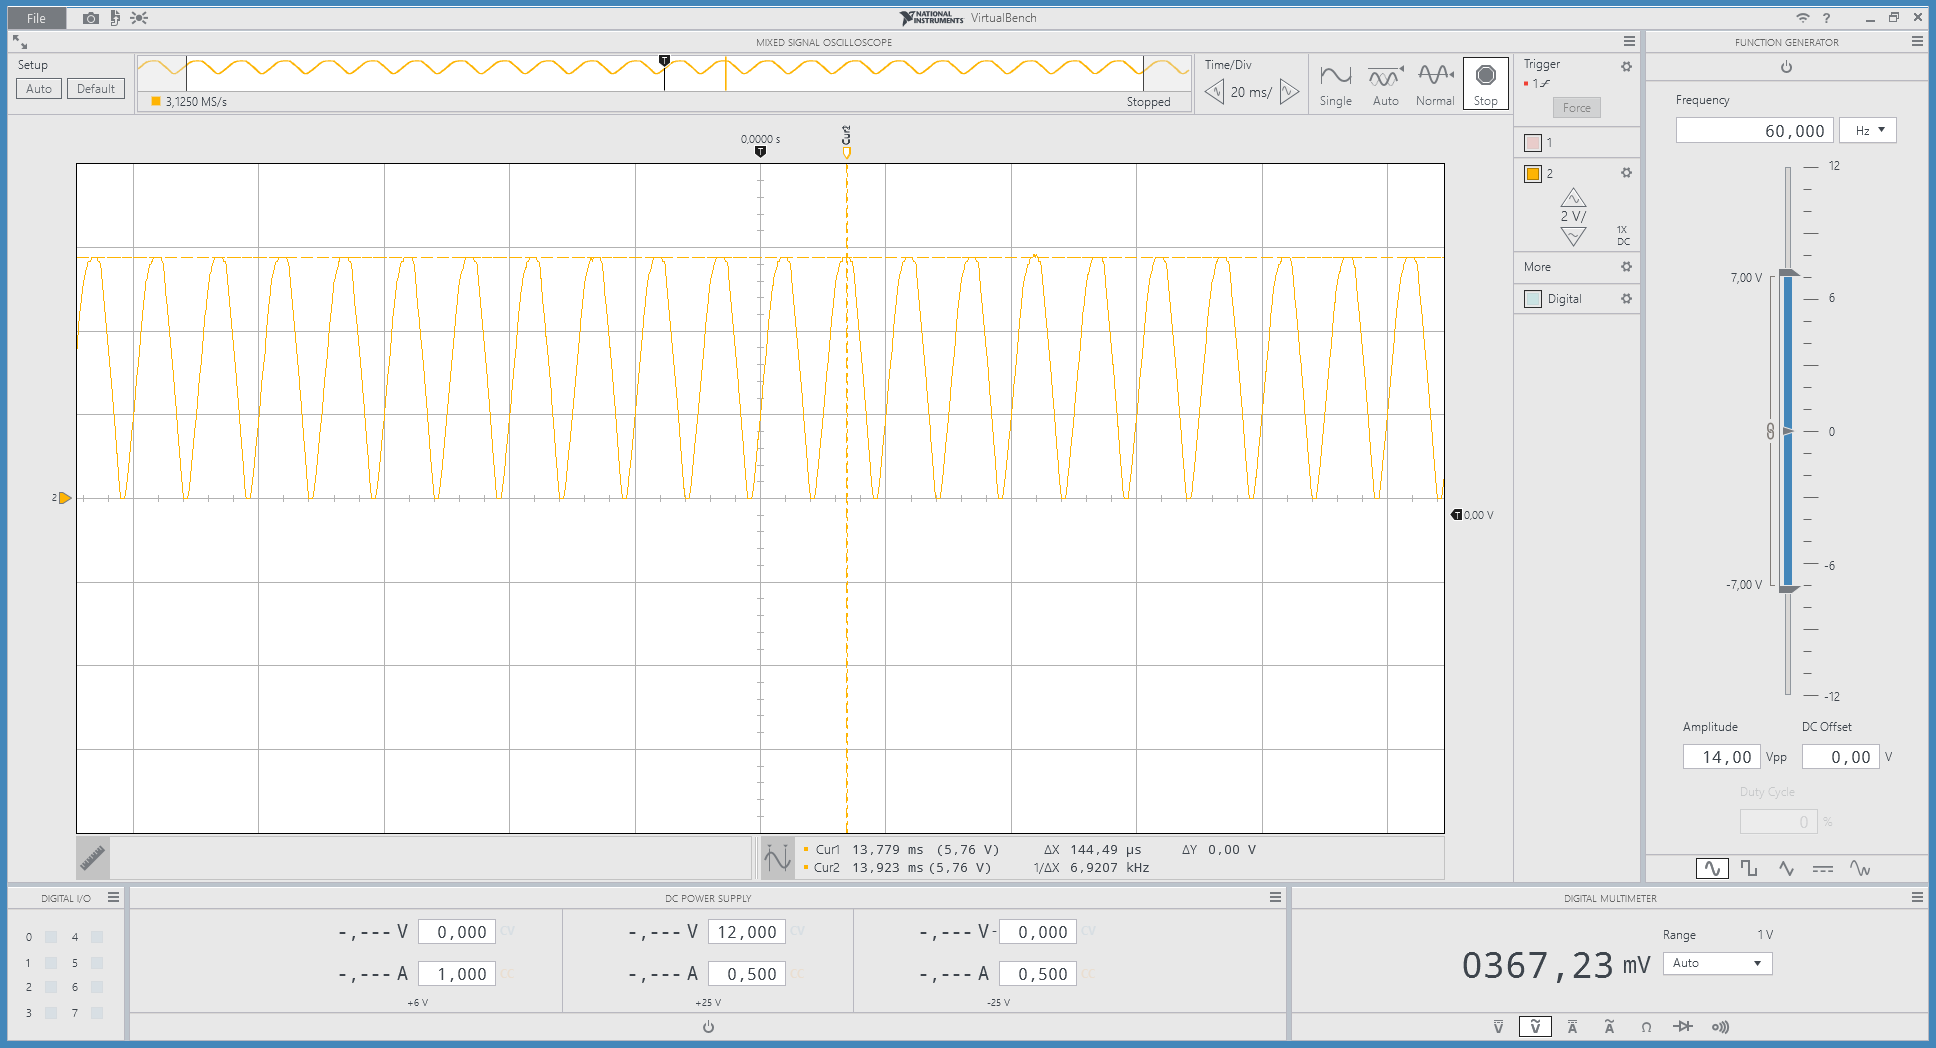 File
NATIONAL INSTRUMENTS VirtualBench
?
MIXED SIGNAL OSCILLOSCOPE
FUNCTION GENERATOR
Setup
Auto Default
T
3,1250 MS/s
Stopped
Time/Div
20 ms/
Single Auto Normal Stop
Trigger
1
Force
1
2
2 V/
1X
DC
More
Digital
0,0000 s
T
Cur2
2
T 0,00 V
Cur1 13,779 ms (5,76 V) ΔX 144,49 µs ΔY 0,00 V
Cur2 13,923 ms (5,76 V) 1/ΔX 6,9207 kHz
Frequency
60,000 Hz
12
7,00 V
6
0
-6
-7,00 V
-12
Amplitude DC Offset
14,00 Vpp 0,00 V
Duty Cycle
0 %
DIGITAL I/O
0 4
1 5
2 6
3 7
DC POWER SUPPLY
-,--- V 0,000 CV -,--- V 12,000 CV -,--- V - 0,000 CV
-,--- A 1,000 CC -,--- A 0,500 CC -,--- A 0,500 CC
+6 V +25 V -25 V
DIGITAL MULTIMETER
Range 1 V
0367,23 mV Auto
V V A A Ω